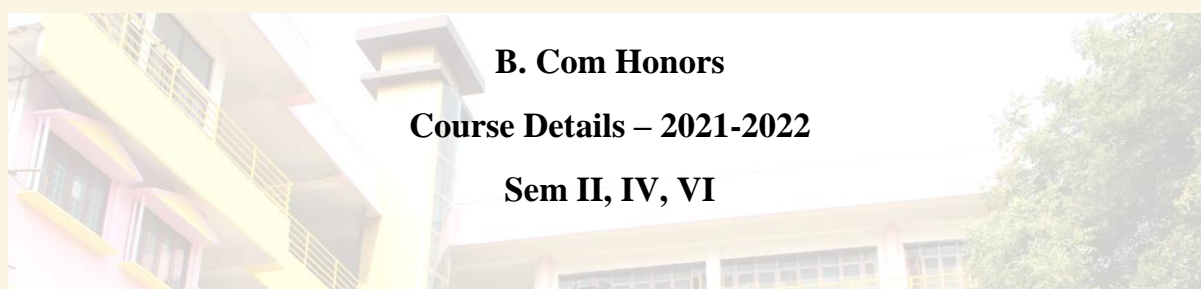 B. Com Honors
Course Details – 2021-2022
Sem II, IV, VI